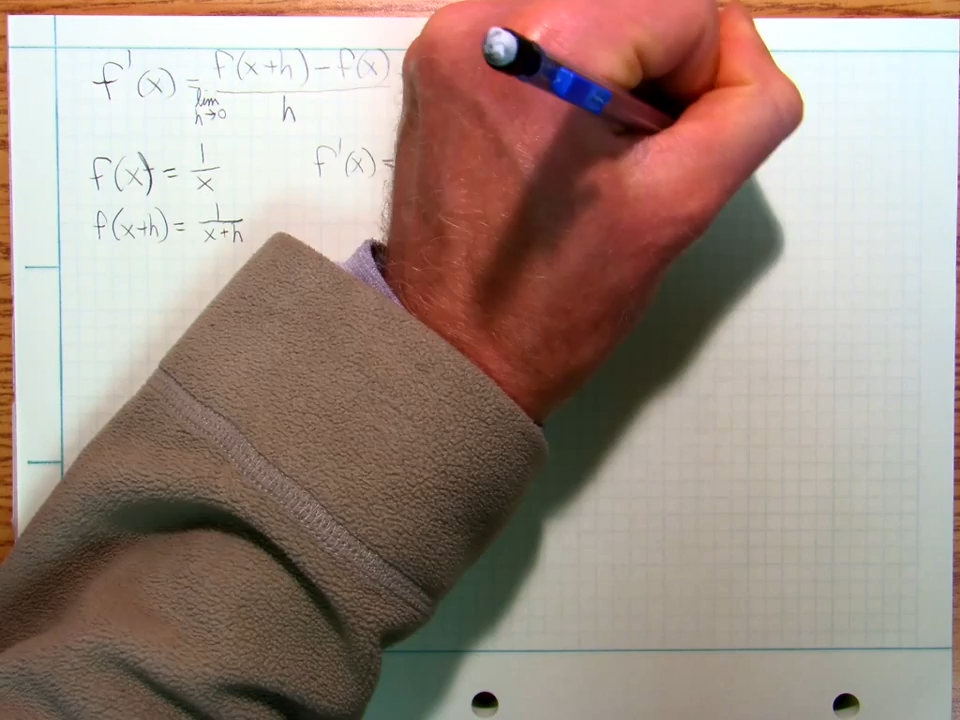 f'(x) = lim h→0 f(x+h) - f(x) / h
f(x) = 1/x f'(x) =
f(x+h) = 1/x+h